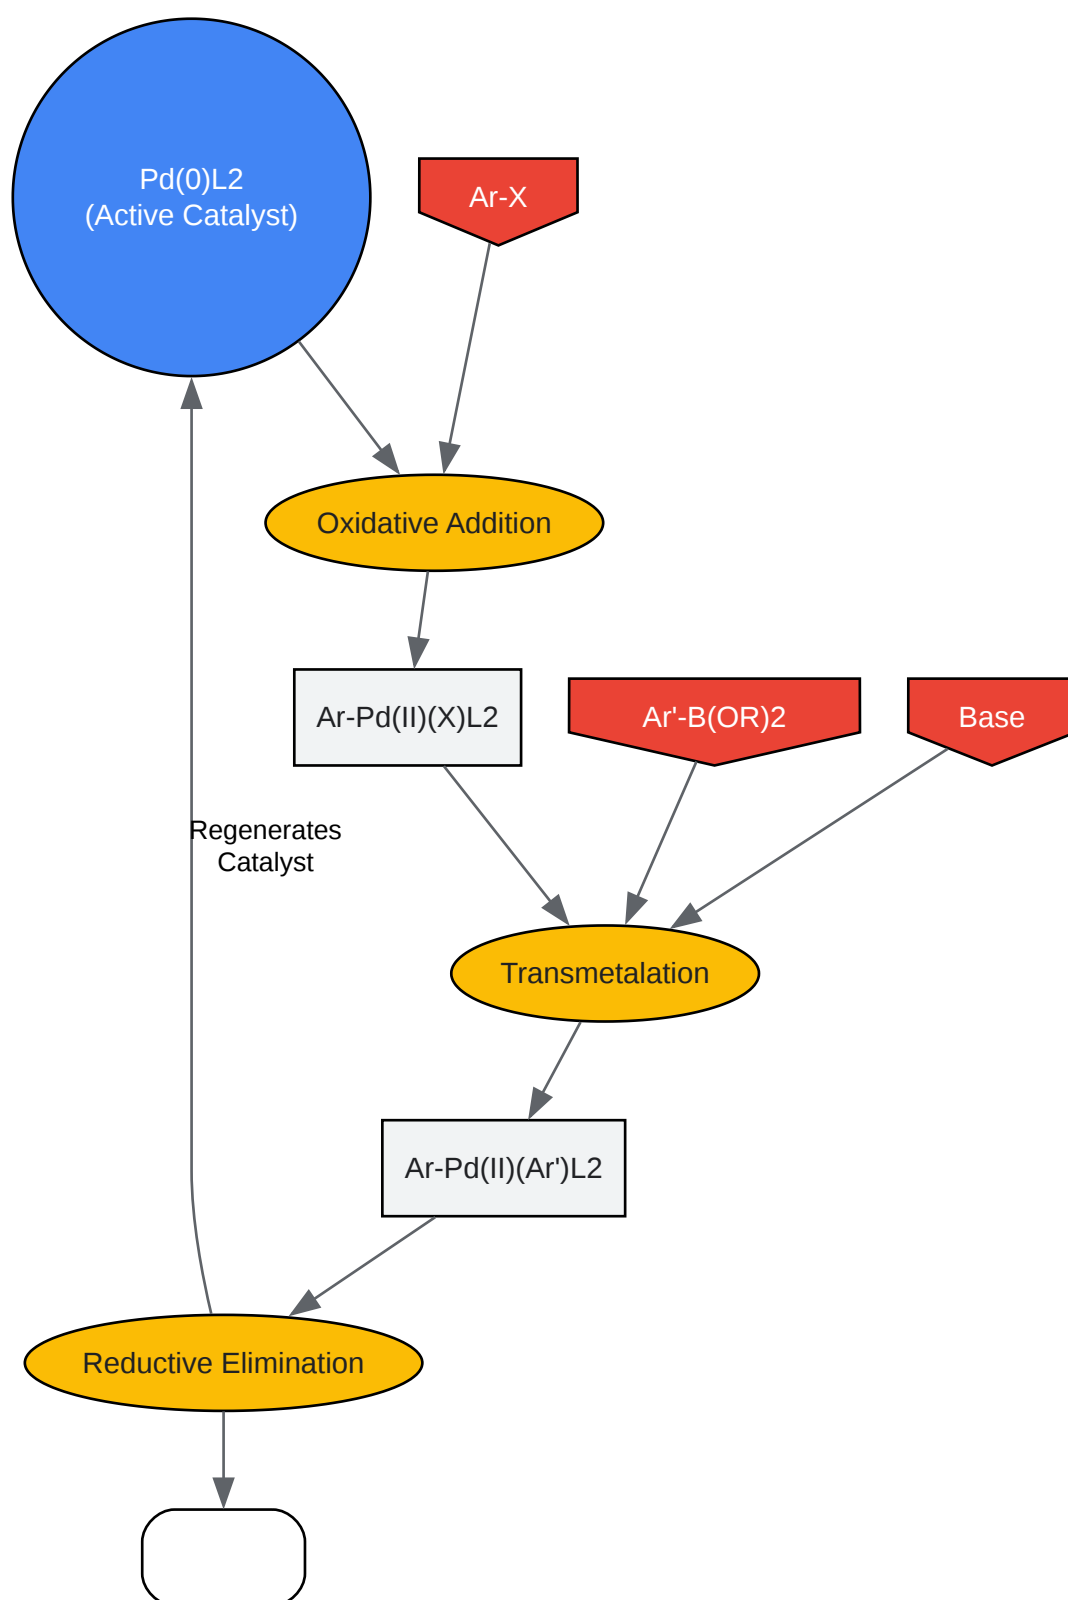 Pd(0)L2
(Active Catalyst)
Ar-X
Oxidative Addition
Ar-Pd(II)(X)L2
Ar'-B(OR)2
Base
Regenerates
Catalyst
Transmetalation
Ar-Pd(II)(Ar')L2
Reductive Elimination